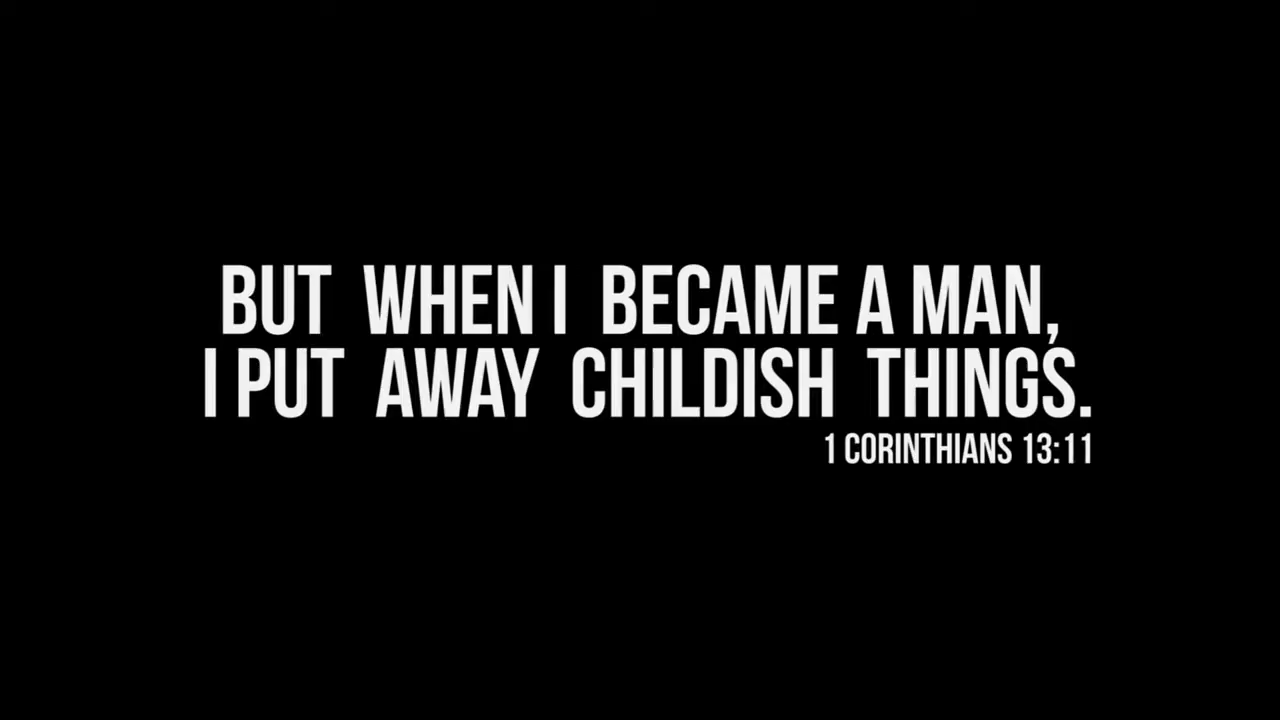 BUT WHEN I BECAME A MAN,
I PUT AWAY CHILDISH THINGS.
1 CORINTHIANS 13:11